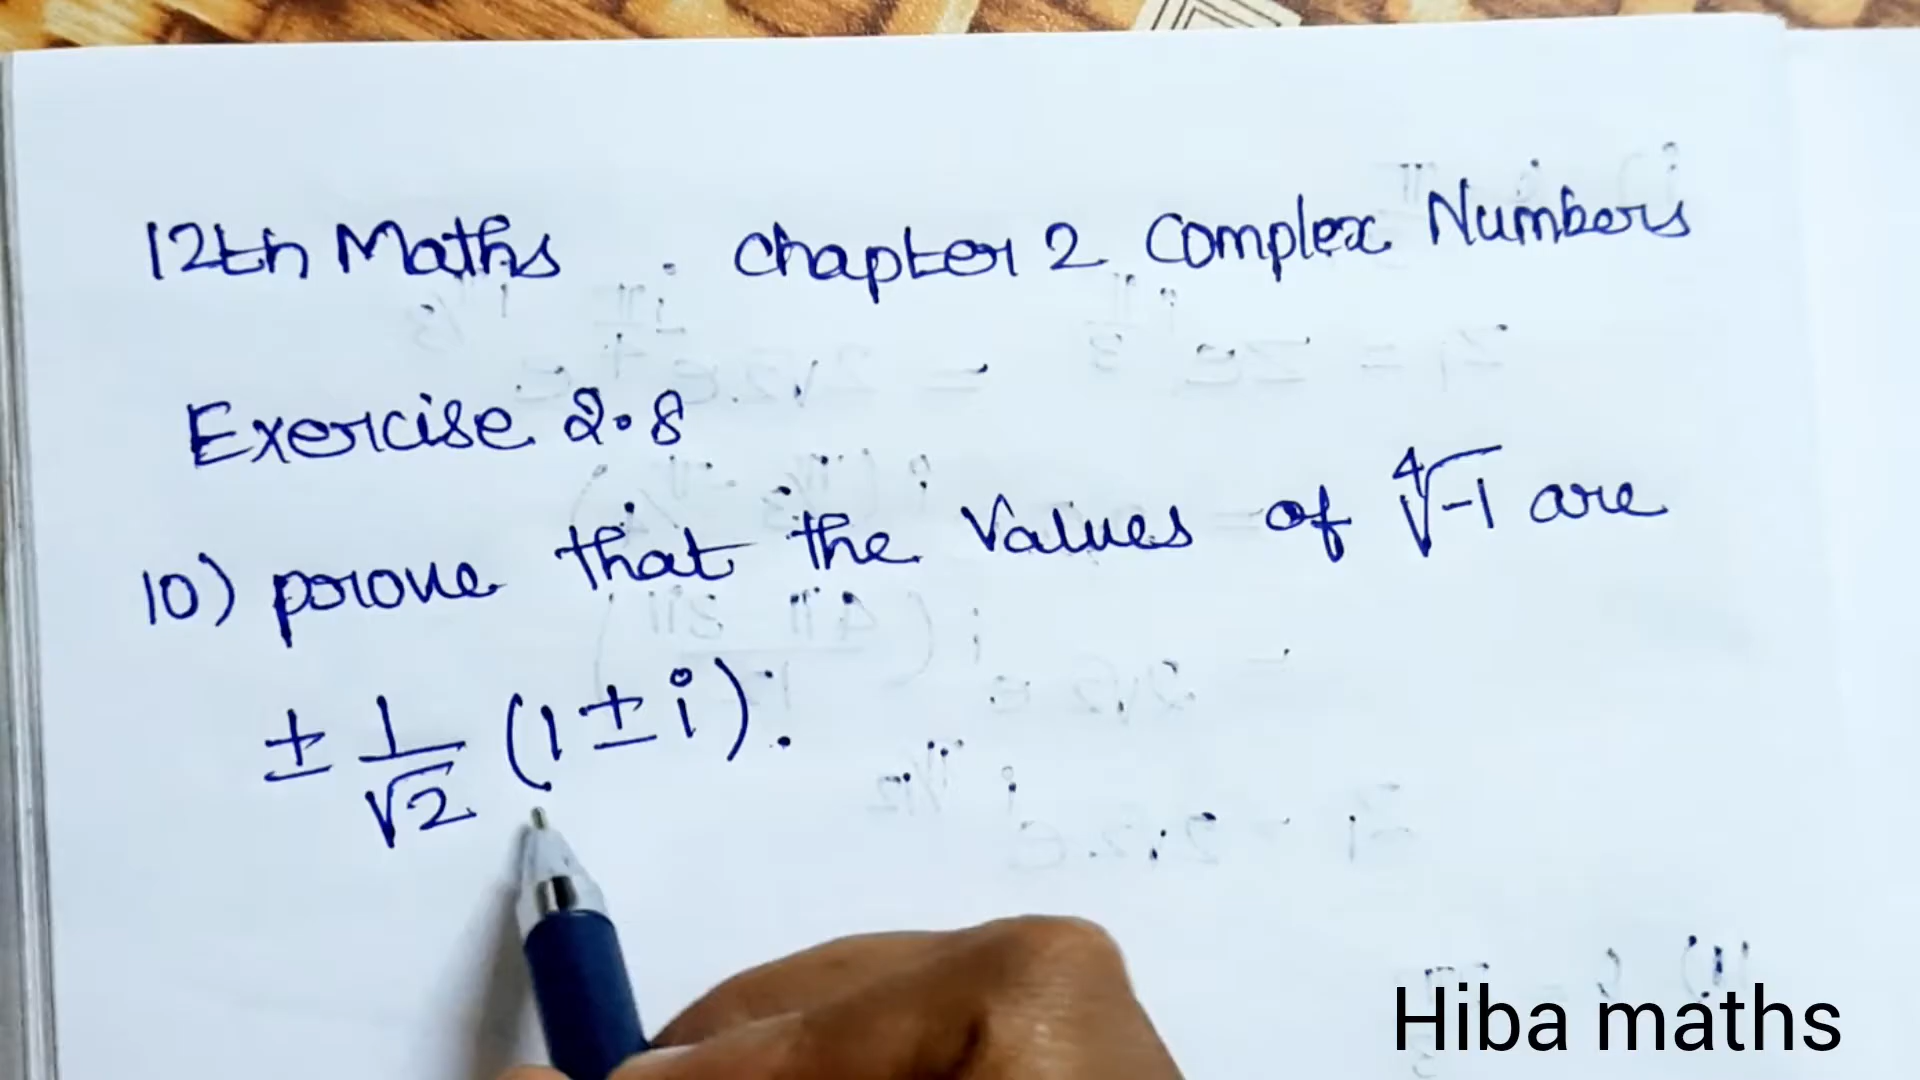 12th Maths . Chapter 2 Complex Numbers
Exercise 2.8
10) prove that the values of ∜-1 are
± 1/√2 (1 ± i).
Hiba maths